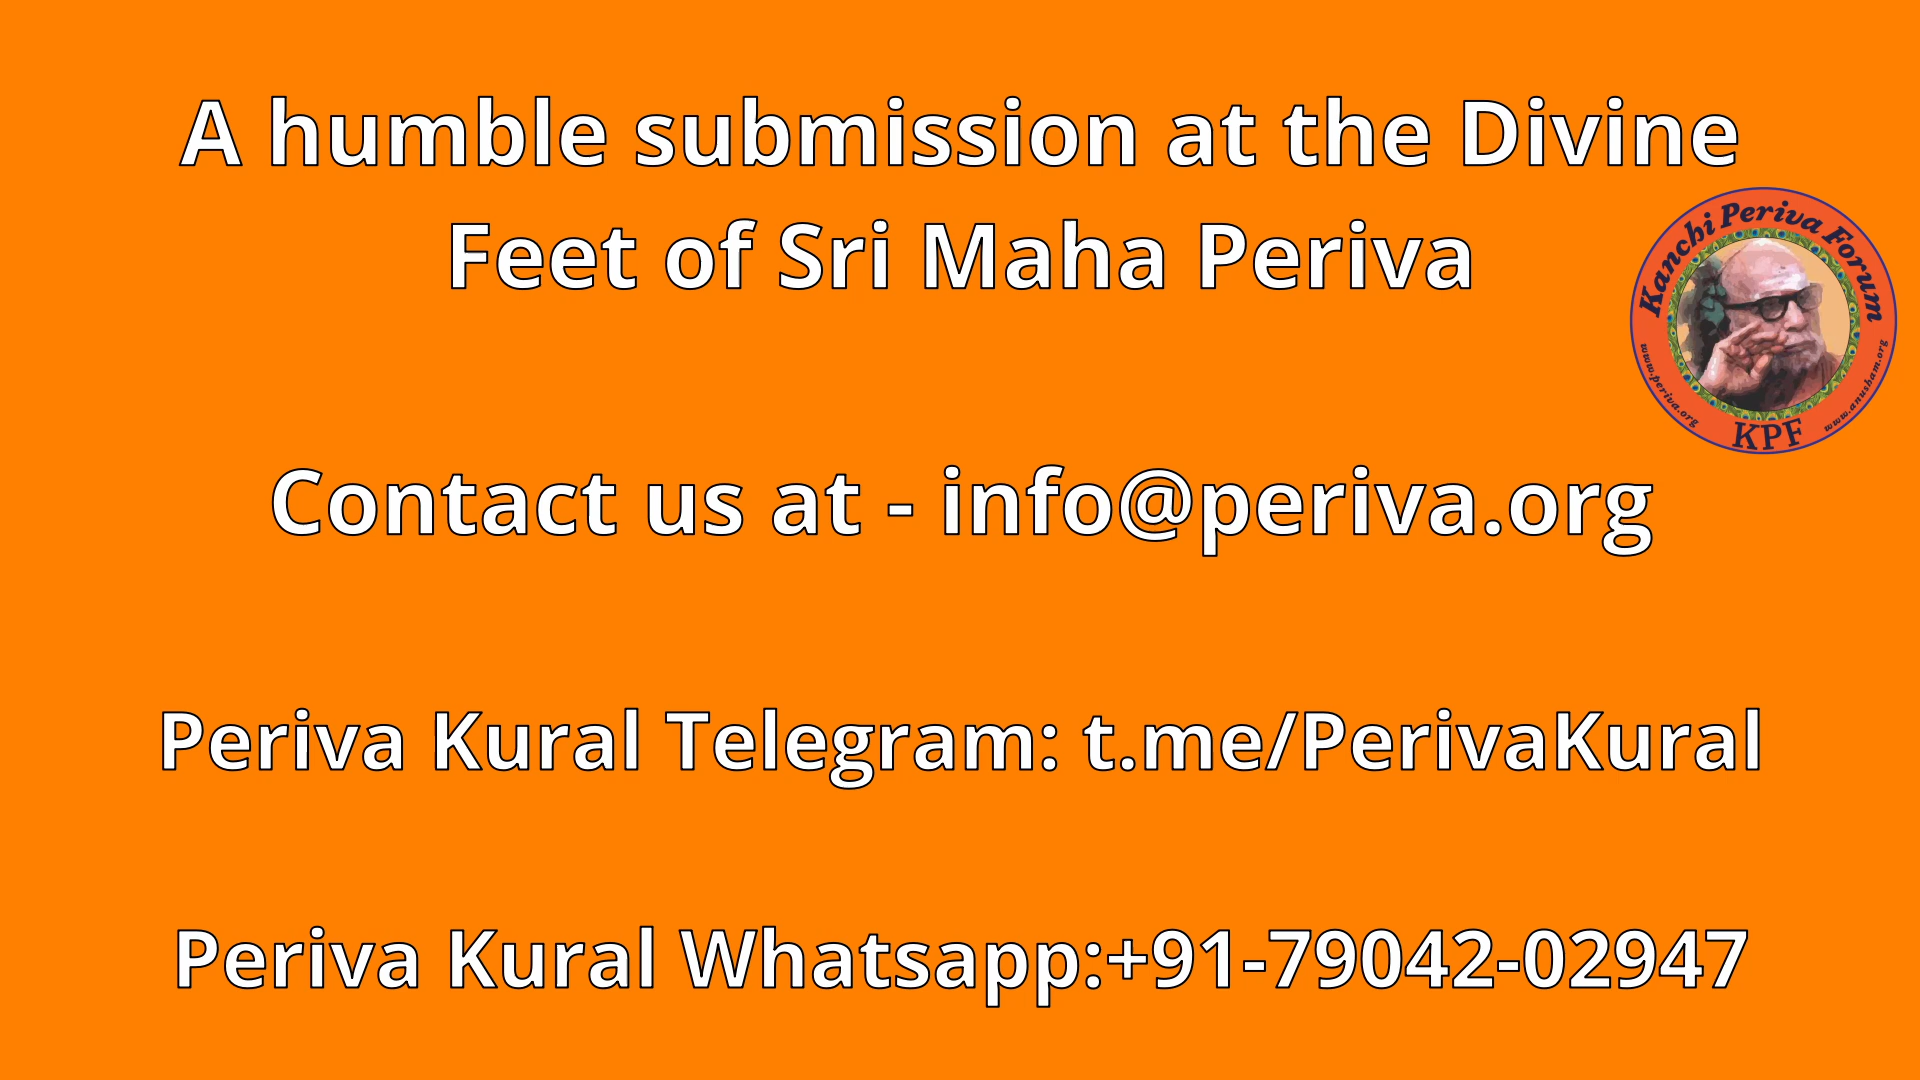 A humble submission at the Divine
Feet of Sri Maha Periva
Kanchi Periva Forum
www.periva.org
www.anusham.org
KPF
Contact us at - info@periva.org
Periva Kural Telegram: t.me/PerivaKural
Periva Kural Whatsapp:+91-79042-02947